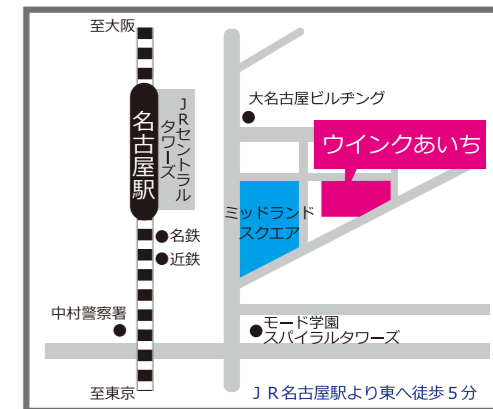 至大阪
大名古屋ビルヂング
JRセントラル
タワーズ
名古屋駅
ウインクあいち
ミッドランド
スクエア
名鉄
近鉄
中村警察署
モード学園
スパイラルタワーズ
至東京
JR名古屋駅より東へ徒歩5分